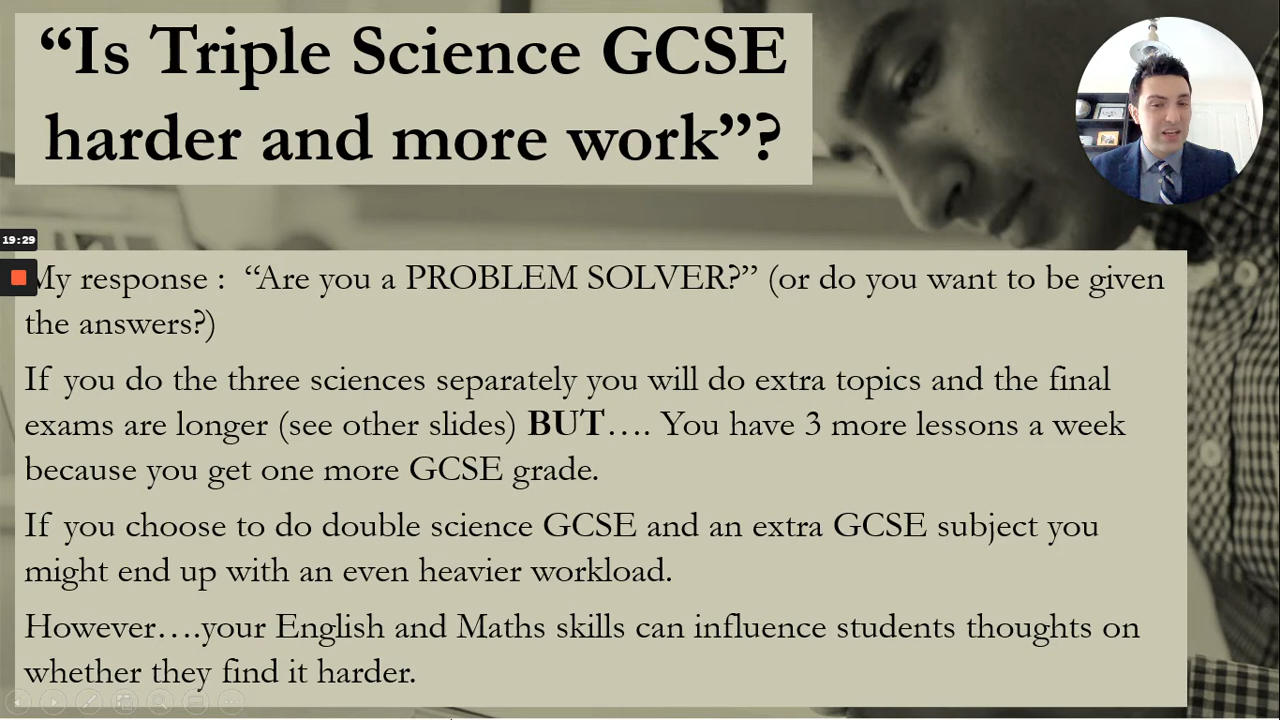 “Is Triple Science GCSE
harder and more work”?
19:29
My response : “Are you a PROBLEM SOLVER?” (or do you want to be given
the answers?)
If you do the three sciences separately you will do extra topics and the final
exams are longer (see other slides) BUT…. You have 3 more lessons a week
because you get one more GCSE grade.
If you choose to do double science GCSE and an extra GCSE subject you
might end up with an even heavier workload.
However….your English and Maths skills can influence students thoughts on
whether they find it harder.